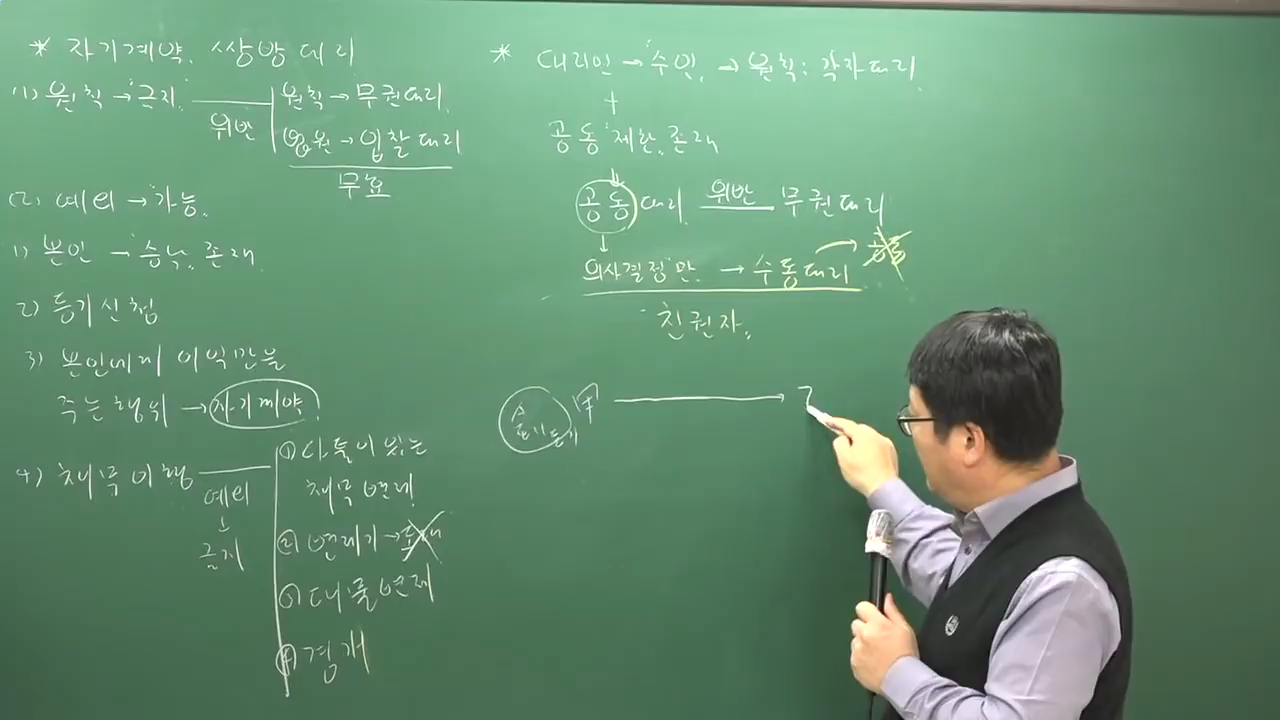 * 자기계약, 쌍방대리
(1) 원칙 → 금지
위반
원칙 → 무권대리
법원 → 입찰대리
무효
(2) 예외 → 가능.
1) 본인 → 승낙 존재
2) 등기신청
3) 본인에게 이익만을
주는 행위 → 자기계약
4) 채무이행
예외
↓
금지
① 다툼이 있는
채무변제
② 변제기 →
③ 대물변제
④ 경개
* 대리인 → 수인 → 원칙: 각자대리
+
공동 제한 존재
↓
공동대리 위반 무권대리
↓
의사결정만 → 수동대리 → 공동
친권자.
甲